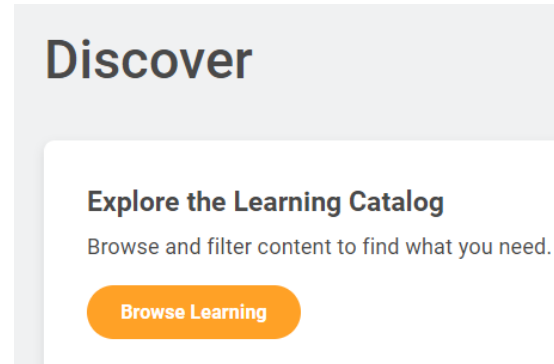 Discover
Explore the Learning Catalog
Browse and filter content to find what you need.
Browse Learning